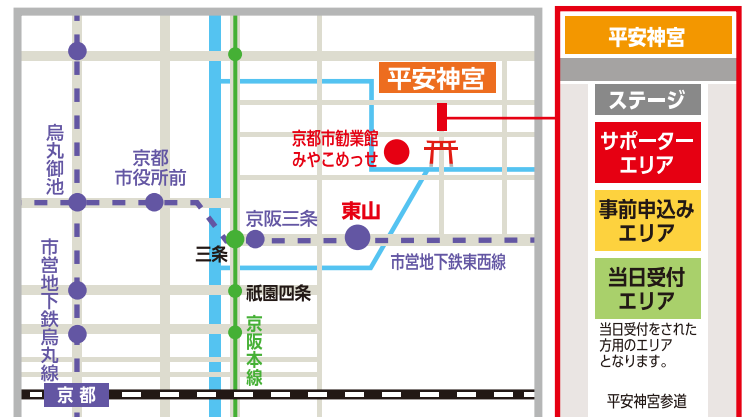 平安神宮
京都市勧業館
みやこめっせ
烏丸御池
京都
市役所前
京阪三条
東山
三条
市営地下鉄東西線
市営地下鉄烏丸線
祇園四条
京阪本線
京都
平安神宮
ステージ
サポーター
エリア
事前申込み
エリア
当日受付
エリア
当日受付をされた
方用のエリア
となります。
平安神宮参道